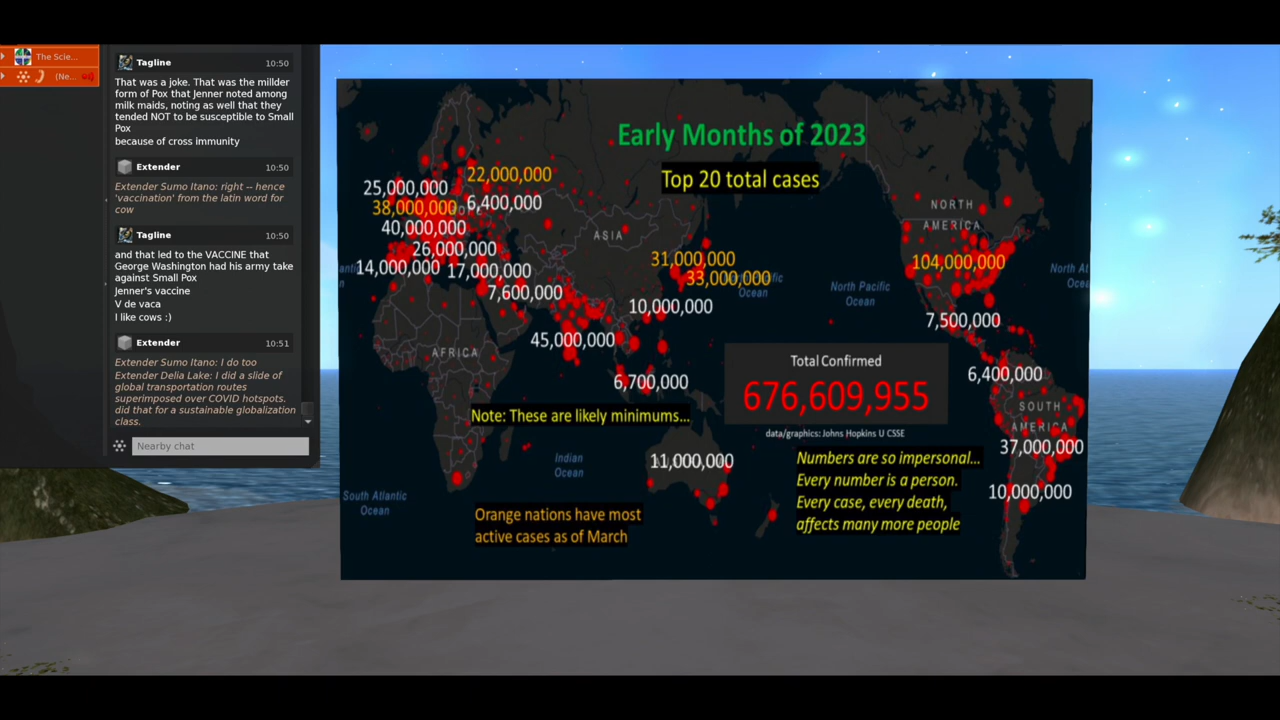 The Scie...
(Ne...
Tagline 10:50
That was a joke. That was the millder
form of Pox that Jenner noted among
milk maids, noting as well that they
tended NOT to be susceptible to Small
Pox
because of cross immunity
Extender 10:50
Extender Sumo Itano: right -- hence
'vaccination' from the latin word for
cow
Tagline 10:50
and that led to the VACCINE that
George Washington had his army take
against Small Pox
Jenner's vaccine
V de vaca
I like cows :)
Extender 10:51
Extender Sumo Itano: I do too
Extender Delia Lake: I did a slide of
global transportation routes
superimposed over COVID hotspots.
did that for a sustainable globalization
class.
Nearby chat
Early Months of 2023
Top 20 total cases
22,000,000
25,000,000
6,400,000
38,000,000
40,000,000
26,000,000
14,000,000
17,000,000
7,600,000
ASIA
31,000,000
33,000,000
10,000,000
45,000,000
6,700,000
AFRICA
NORTH
AMERICA
104,000,000
7,500,000
6,400,000
North Pacific
Ocean
Ocean
North At
Ocea
SOUTH
AMERICA
37,000,000
10,000,000
Total Confirmed
676,609,955
data/graphics: Johns Hopkins U CSSE
Note: These are likely minimums...
Indian
Ocean
11,000,000
South Atlantic
Ocean
Orange nations have most
active cases as of March
Numbers are so impersonal...
Every number is a person.
Every case, every death,
affects many more people